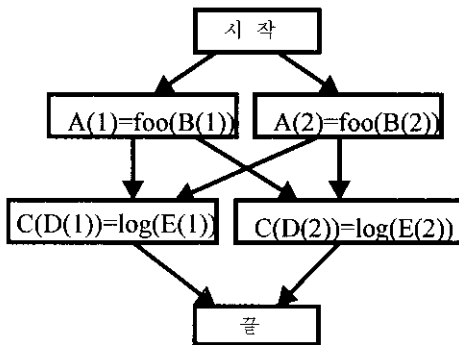 시 작
A(1)=foo(B(1))
A(2)=foo(B(2))
C(D(1))=log(E(1))
C(D(2))=log(E(2))
끝